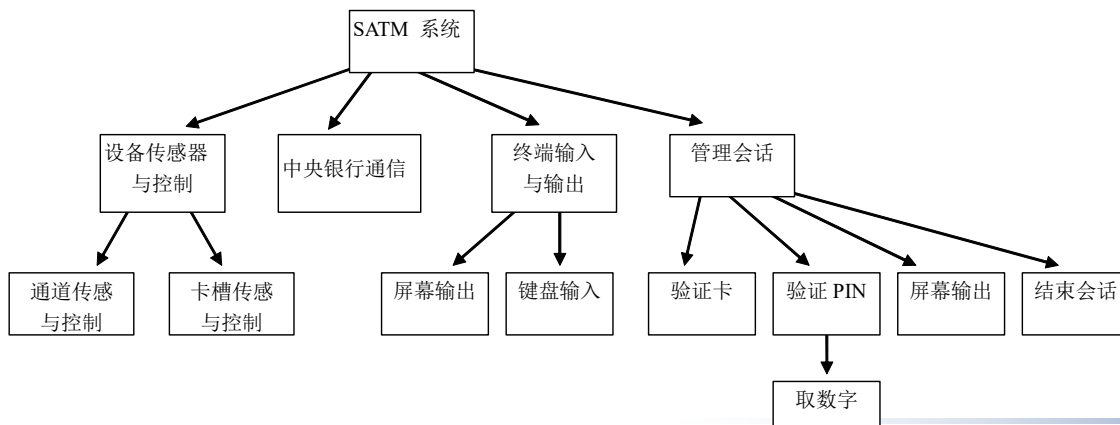 SATM 系统
设备传感器
与控制
中央银行通信
终端输入
与输出
管理会话
通道传感
与控制
卡槽传感
与控制
屏幕输出
键盘输入
验证卡
验证 PIN
屏幕输出
结束会话
取数字